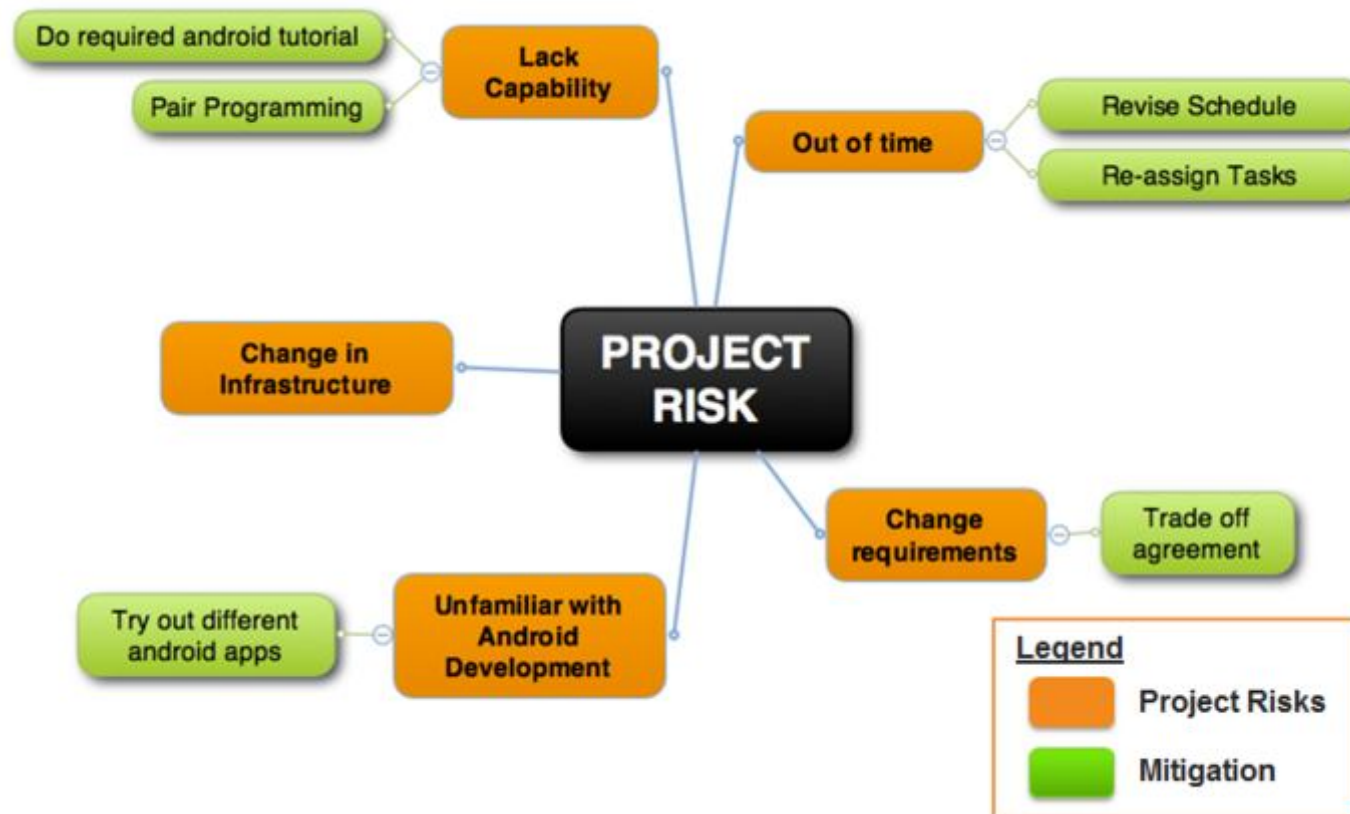 Do required android tutorial
Pair Programming
Lack
Capability
Out of time
Revise Schedule
Re-assign Tasks
Change in
Infrastructure
PROJECT
RISK
Change
requirements
Trade off
agreement
Try out different
android apps
Unfamiliar with
Android
Development
Legend
Project Risks
Mitigation